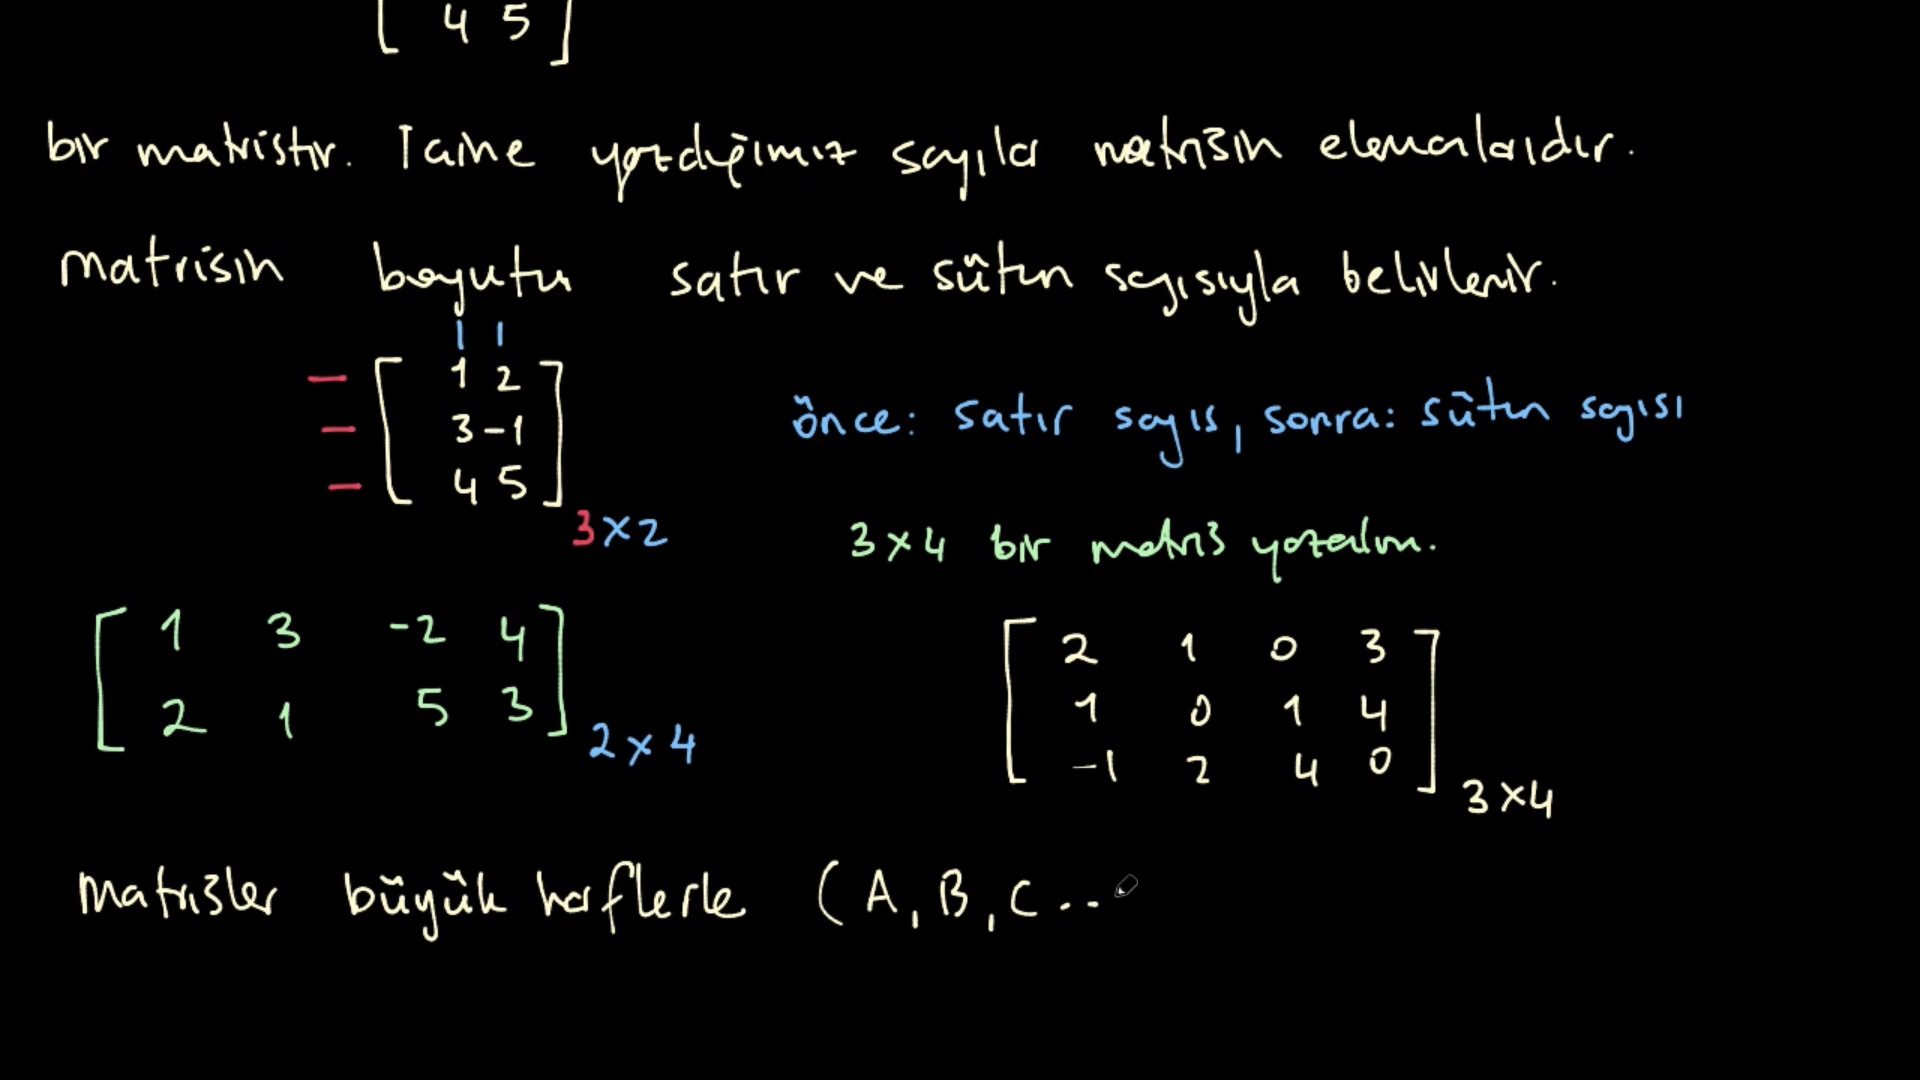 4 5
bir matristir. İçine yazdığımız sayılar matrisin elemanlarıdır.
Matrisin boyutu satır ve sütun sayısıyla belirlenir.
1 2
3 -1
4 5
3x2
önce: satır sayıs, sonra: sütun sayısı
3x4 bir matris yazalım.
1 3 -2 4
2 1 5 3
2x4
2 1 0 3
1 0 1 4
-1 2 4 0
3x4
Matrisler büyük harflerle (A, B, C ...